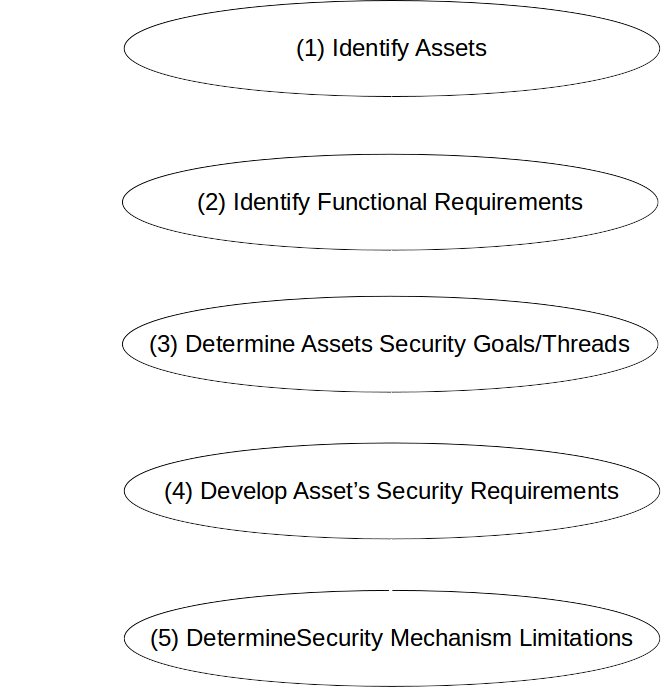 (1) Identify Assets
(2) Identify Functional Requirements
(3) Determine Assets Security Goals/Threads
(4) Develop Asset’s Security Requirements
(5) DetermineSecurity Mechanism Limitations